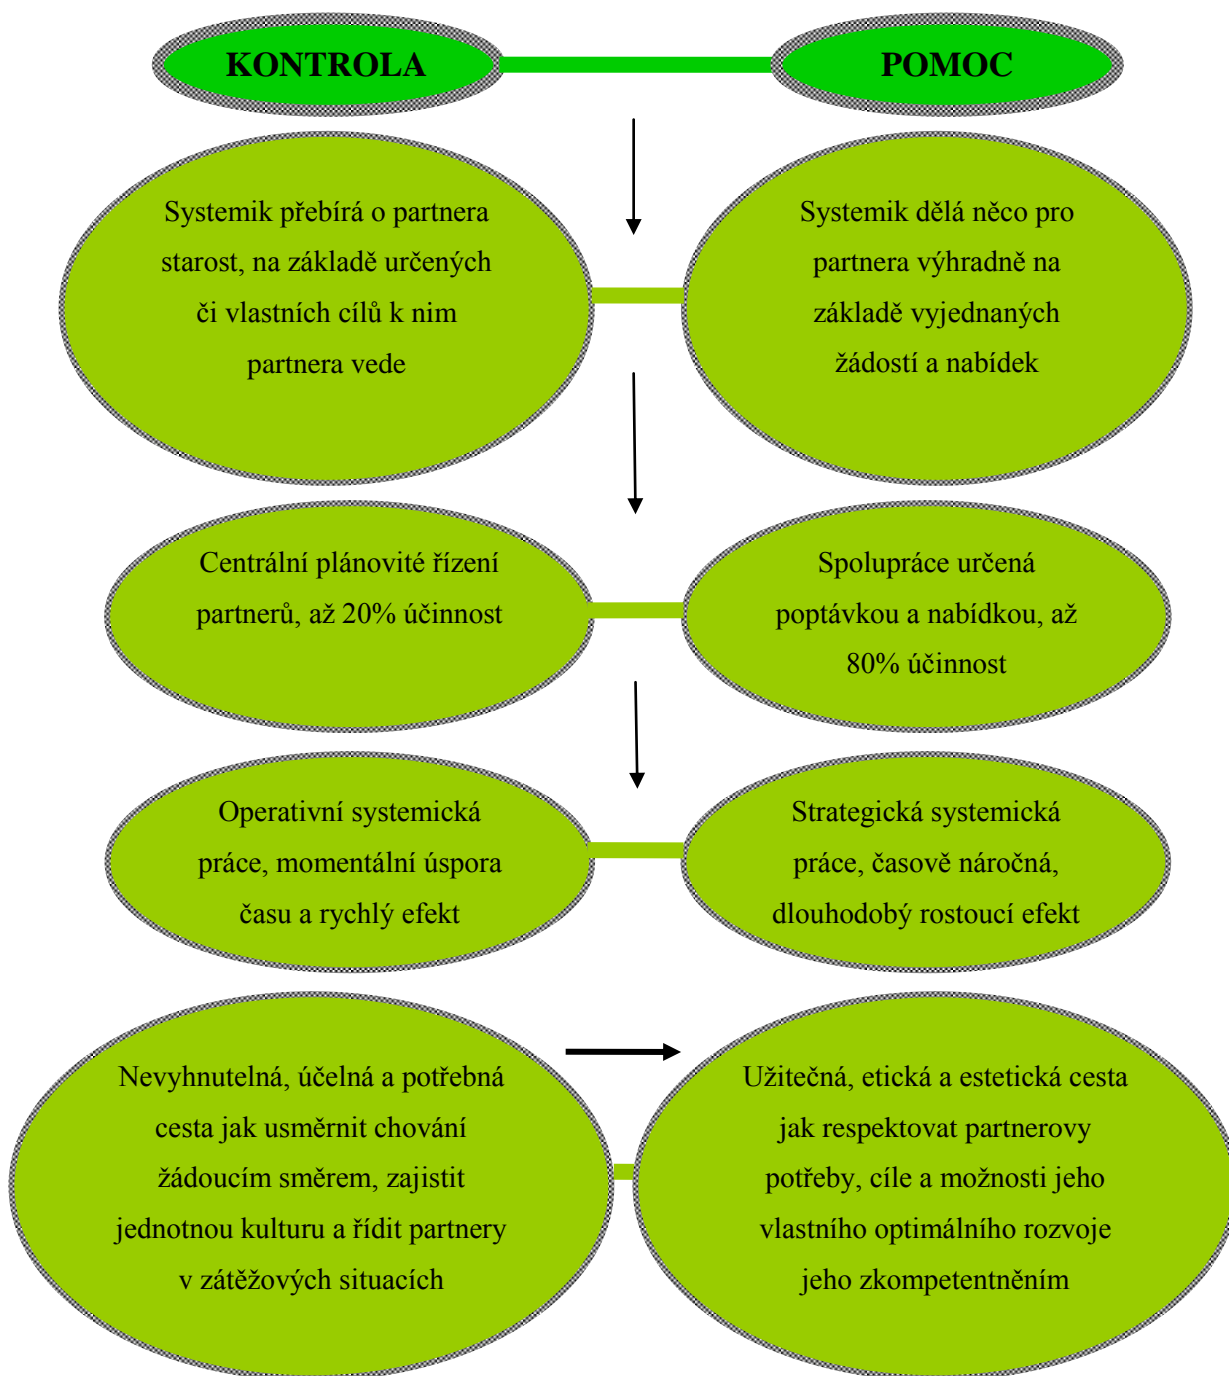 KONTROLA
POMOC
Systemik přebírá o partnera
starost, na základě určených
či vlastních cílů k nim
partnera vede
Systemik dělá něco pro
partnera výhradně na
základě vyjednaných
žádostí a nabídek
Centrální plánovité řízení
partnerů, až 20% účinnost
Spolupráce určená
poptávkou a nabídkou, až
80% účinnost
Operativní systemická
práce, momentální úspora
času a rychlý efekt
Strategická systemická
práce, časově náročná,
dlouhodobý rostoucí efekt
Nevyhnutelná, účelná a potřebná
cesta jak usměrnit chování
žádoucím směrem, zajistit
jednotnou kulturu a řídit partnery
v zátěžových situacích
Užitečná, etická a estetická cesta
jak respektovat partnerovy
potřeby, cíle a možnosti jeho
vlastního optimálního rozvoje
jeho zkompetentněním